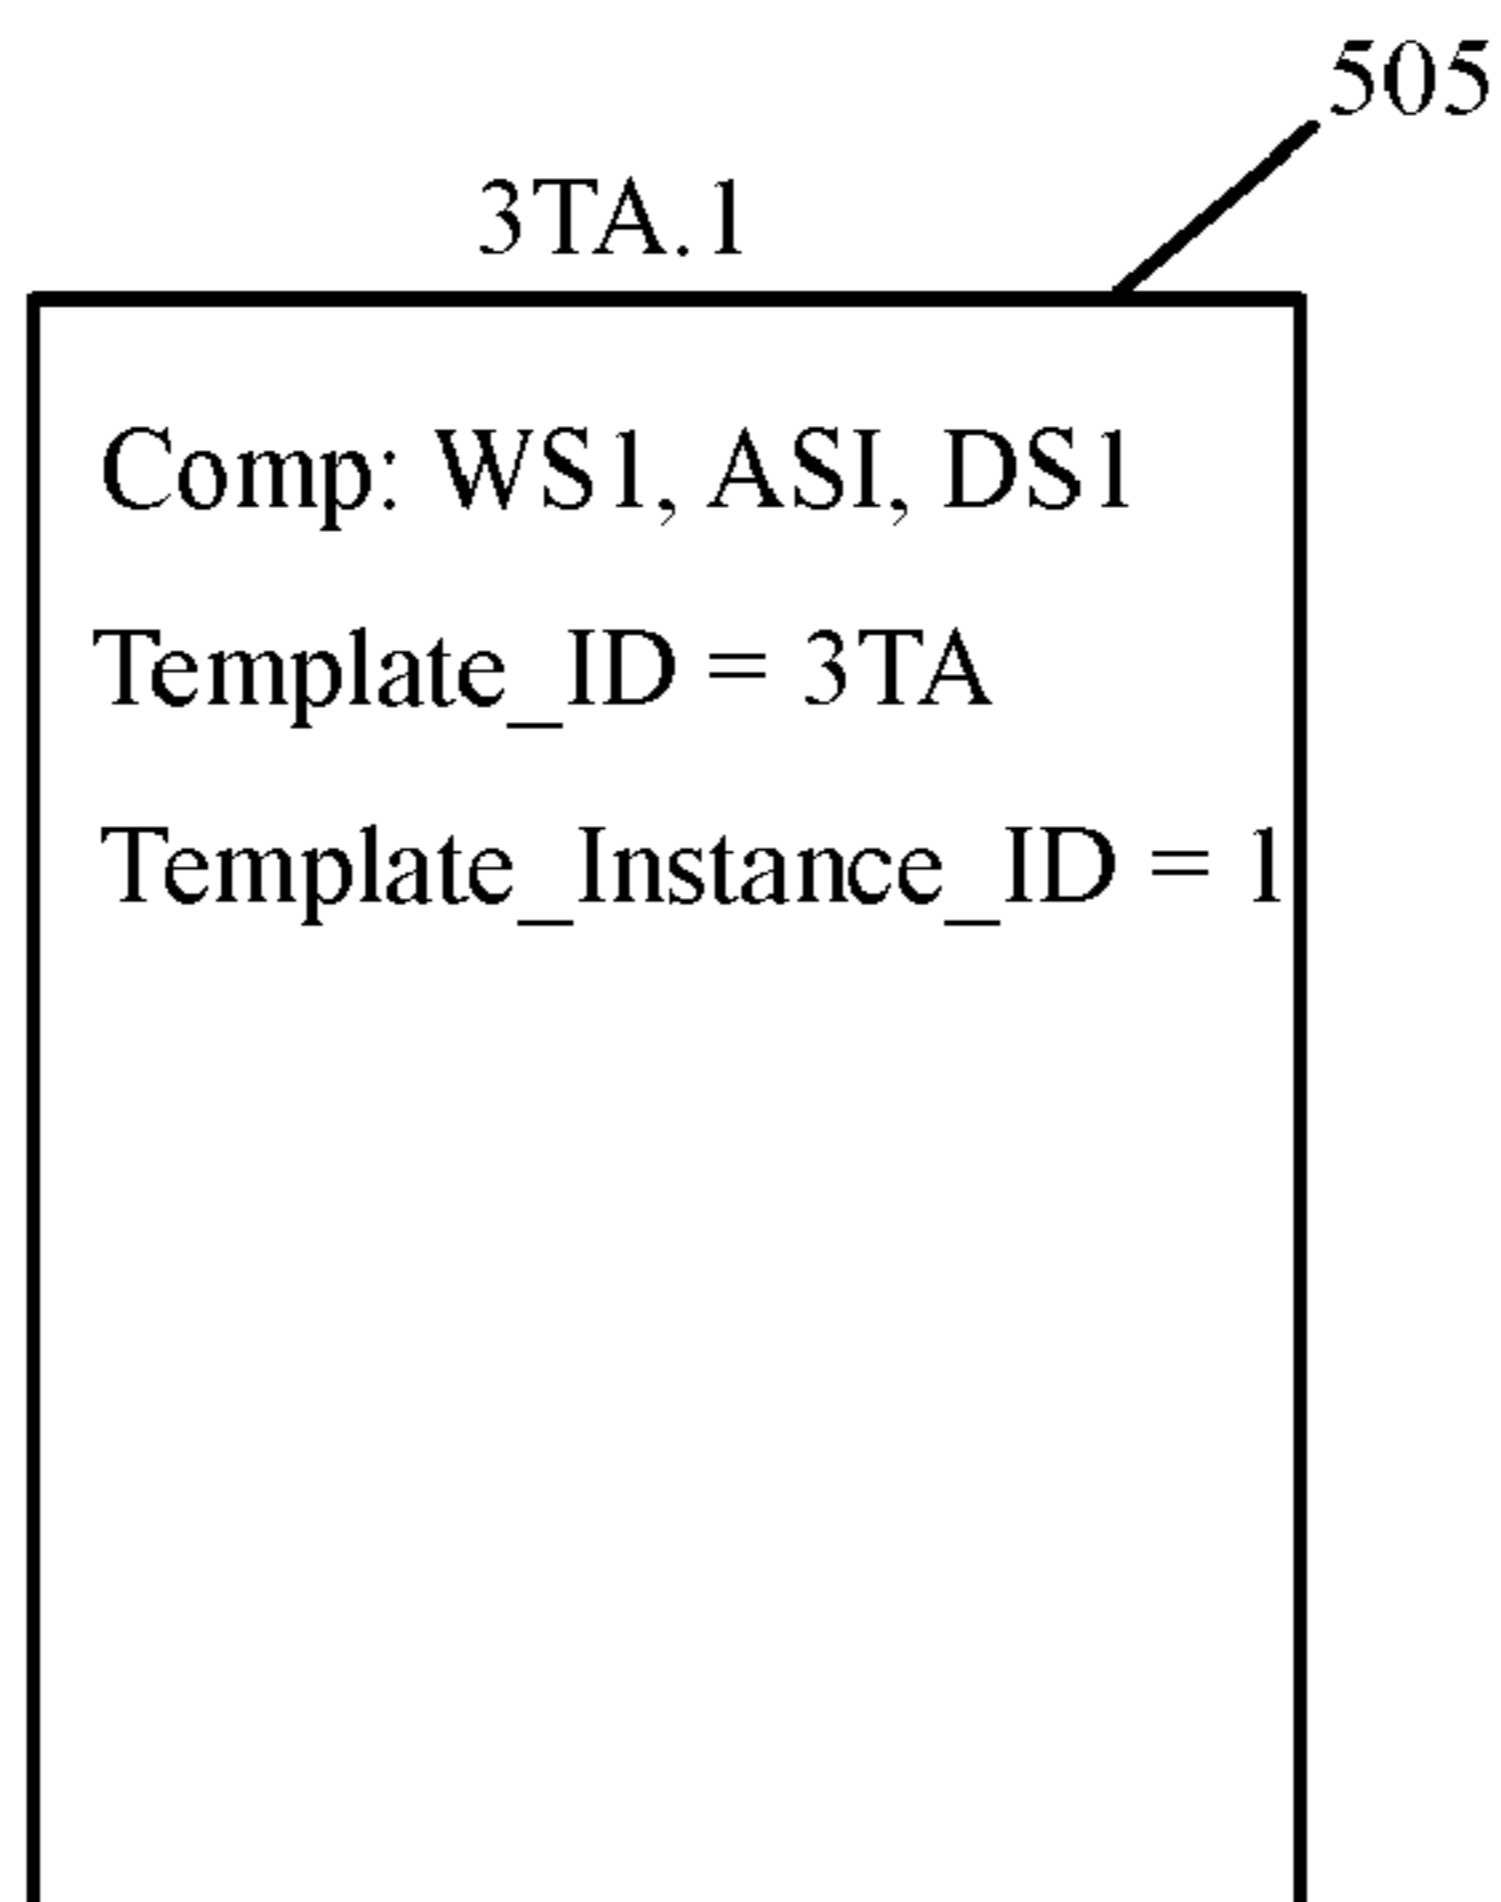 505
3TA.1
Comp: WS1, ASI, DS1
Template_ID = 3TA
Template_Instance_ID = 1